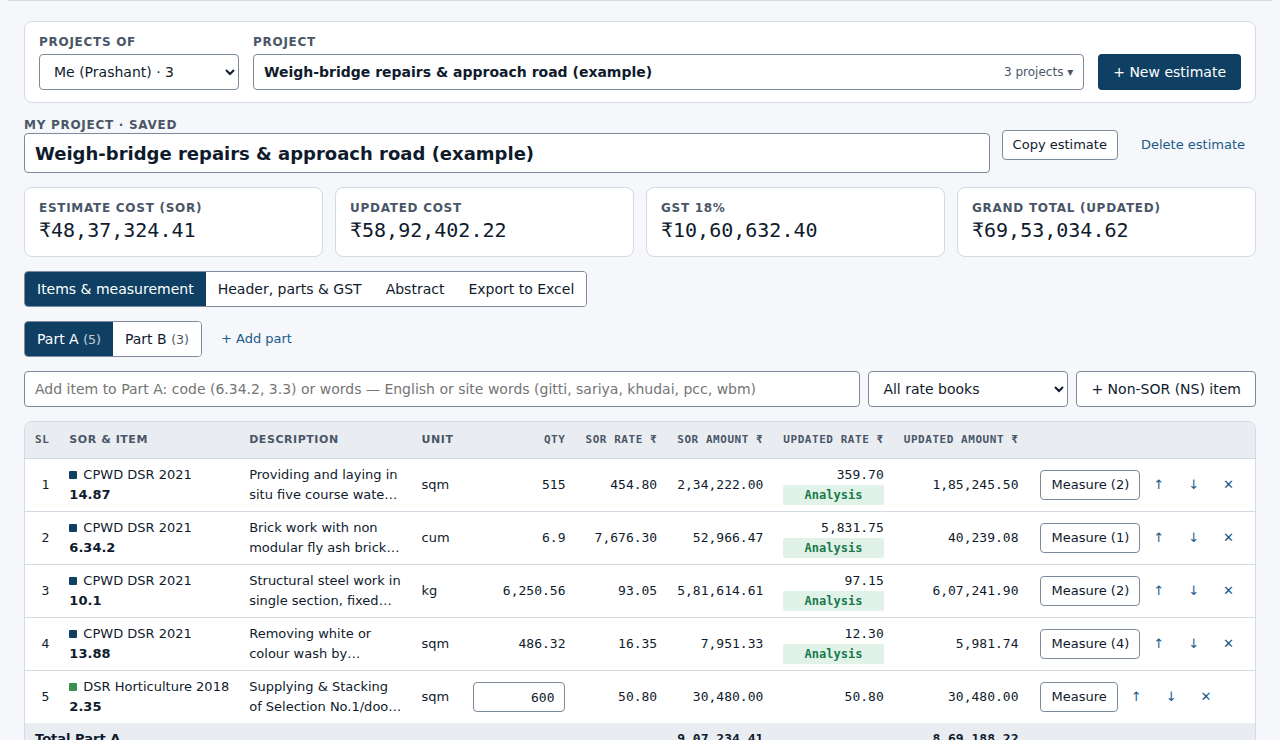 PROJECTS OF
PROJECT
Me (Prashant) · 3
Weigh-bridge repairs & approach road (example)
3 projects ▾
+ New estimate
MY PROJECT · SAVED
Weigh-bridge repairs & approach road (example)
Copy estimate
Delete estimate
ESTIMATE COST (SOR)
₹48,37,324.41
UPDATED COST
₹58,92,402.22
GST 18%
₹10,60,632.40
GRAND TOTAL (UPDATED)
₹69,53,034.62
Items & measurement
Header, parts & GST
Abstract
Export to Excel
Part A (5)
Part B (3)
+ Add part
Add item to Part A: code (6.34.2, 3.3) or words — English or site words (gitti, sariya, khudai, pcc, wbm)
All rate books
+ Non-SOR (NS) item
SL SOR & ITEM DESCRIPTION UNIT QTY SOR RATE ₹ SOR AMOUNT ₹ UPDATED RATE ₹ UPDATED AMOUNT ₹
1 CPWD DSR 2021 14.87 Providing and laying in situ five course wate… sqm 515 454.80 2,34,222.00 359.70 Analysis 1,85,245.50 Measure (2) ↑ ↓ ✕
2 CPWD DSR 2021 6.34.2 Brick work with non modular fly ash brick… cum 6.9 7,676.30 52,966.47 5,831.75 Analysis 40,239.08 Measure (1) ↑ ↓ ✕
3 CPWD DSR 2021 10.1 Structural steel work in single section, fixed… kg 6,250.56 93.05 5,81,614.61 97.15 Analysis 6,07,241.90 Measure (2) ↑ ↓ ✕
4 CPWD DSR 2021 13.88 Removing white or colour wash by… sqm 486.32 16.35 7,951.33 12.30 Analysis 5,981.74 Measure (4) ↑ ↓ ✕
5 DSR Horticulture 2018 2.35 Supplying & Stacking of Selection No.1/doo… sqm 600 50.80 30,480.00 50.80 30,480.00 Measure ↑ ↓ ✕
Total Part A 9,07,234.41 8,69,188.22